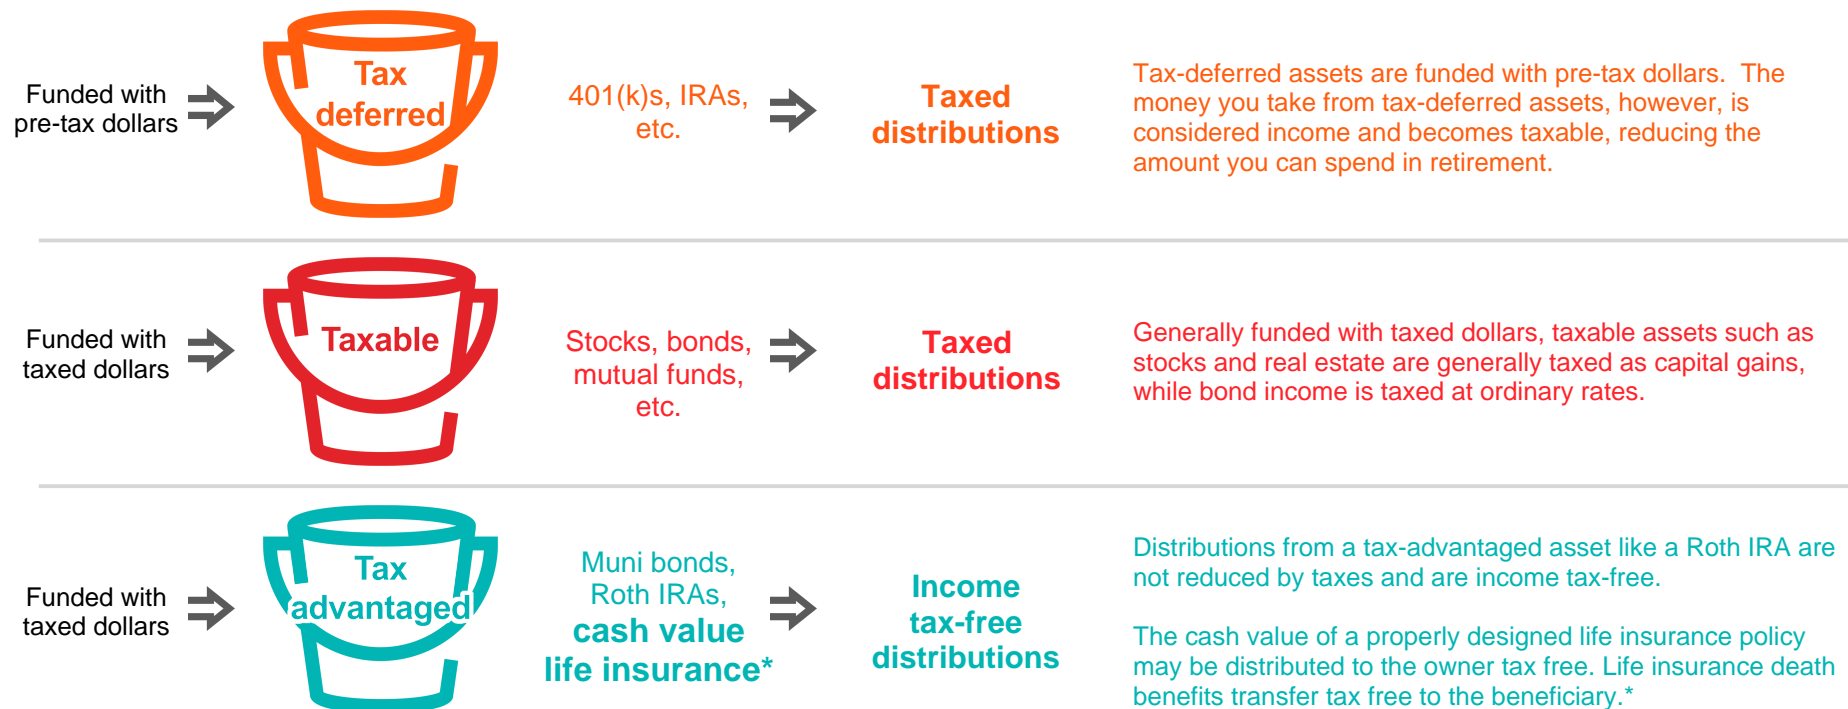 Funded with
pre-tax dollars
Tax
deferred
401(k)s, IRAs,
etc.
Taxed
distributions
Tax-deferred assets are funded with pre-tax dollars.  The
money you take from tax-deferred assets, however, is
considered income and becomes taxable, reducing the
amount you can spend in retirement.
Funded with
taxed dollars
Taxable
Stocks, bonds,
mutual funds,
etc.
Taxed
distributions
Generally funded with taxed dollars, taxable assets such as
stocks and real estate are generally taxed as capital gains,
while bond income is taxed at ordinary rates.
Funded with
taxed dollars
Tax
advantaged
Muni bonds,
Roth IRAs,
cash value
life insurance*
Income
tax-free
distributions
Distributions from a tax-advantaged asset like a Roth IRA are
not reduced by taxes and are income tax-free.
The cash value of a properly designed life insurance policy
may be distributed to the owner tax free. Life insurance death
benefits transfer tax free to the beneficiary.*